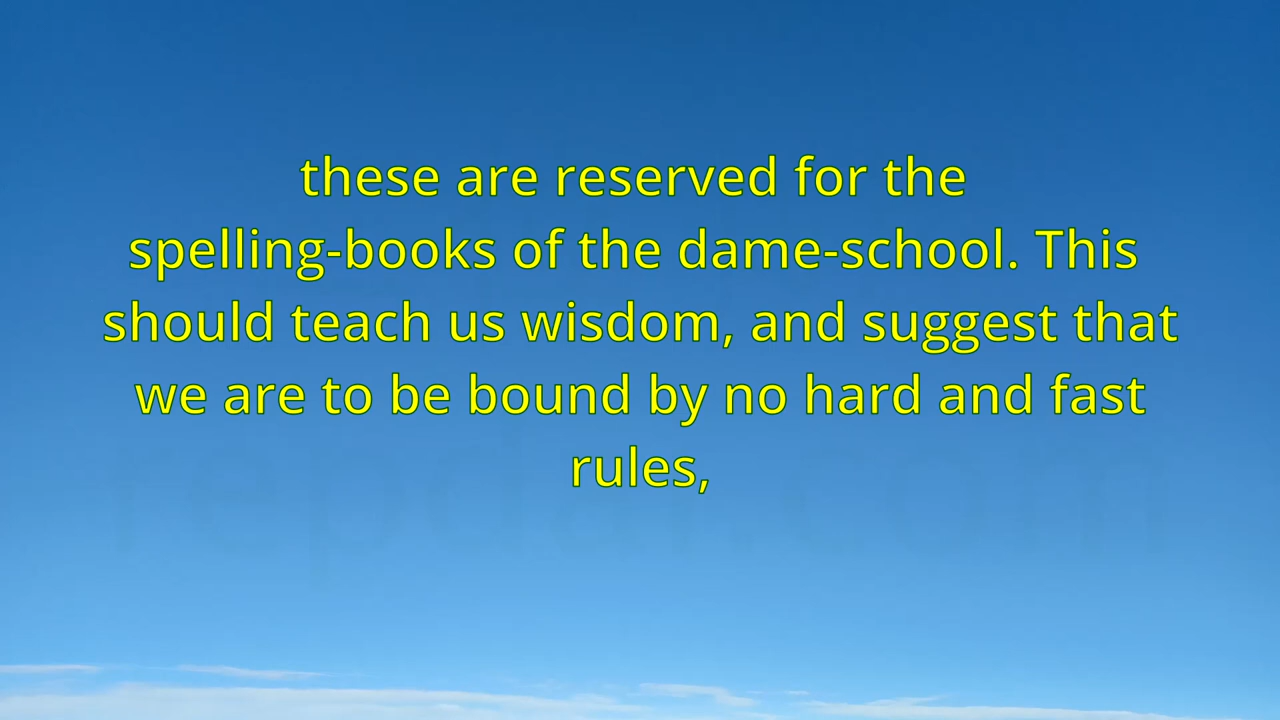 these are reserved for the
spelling-books of the dame-school. This
should teach us wisdom, and suggest that
we are to be bound by no hard and fast
rules,